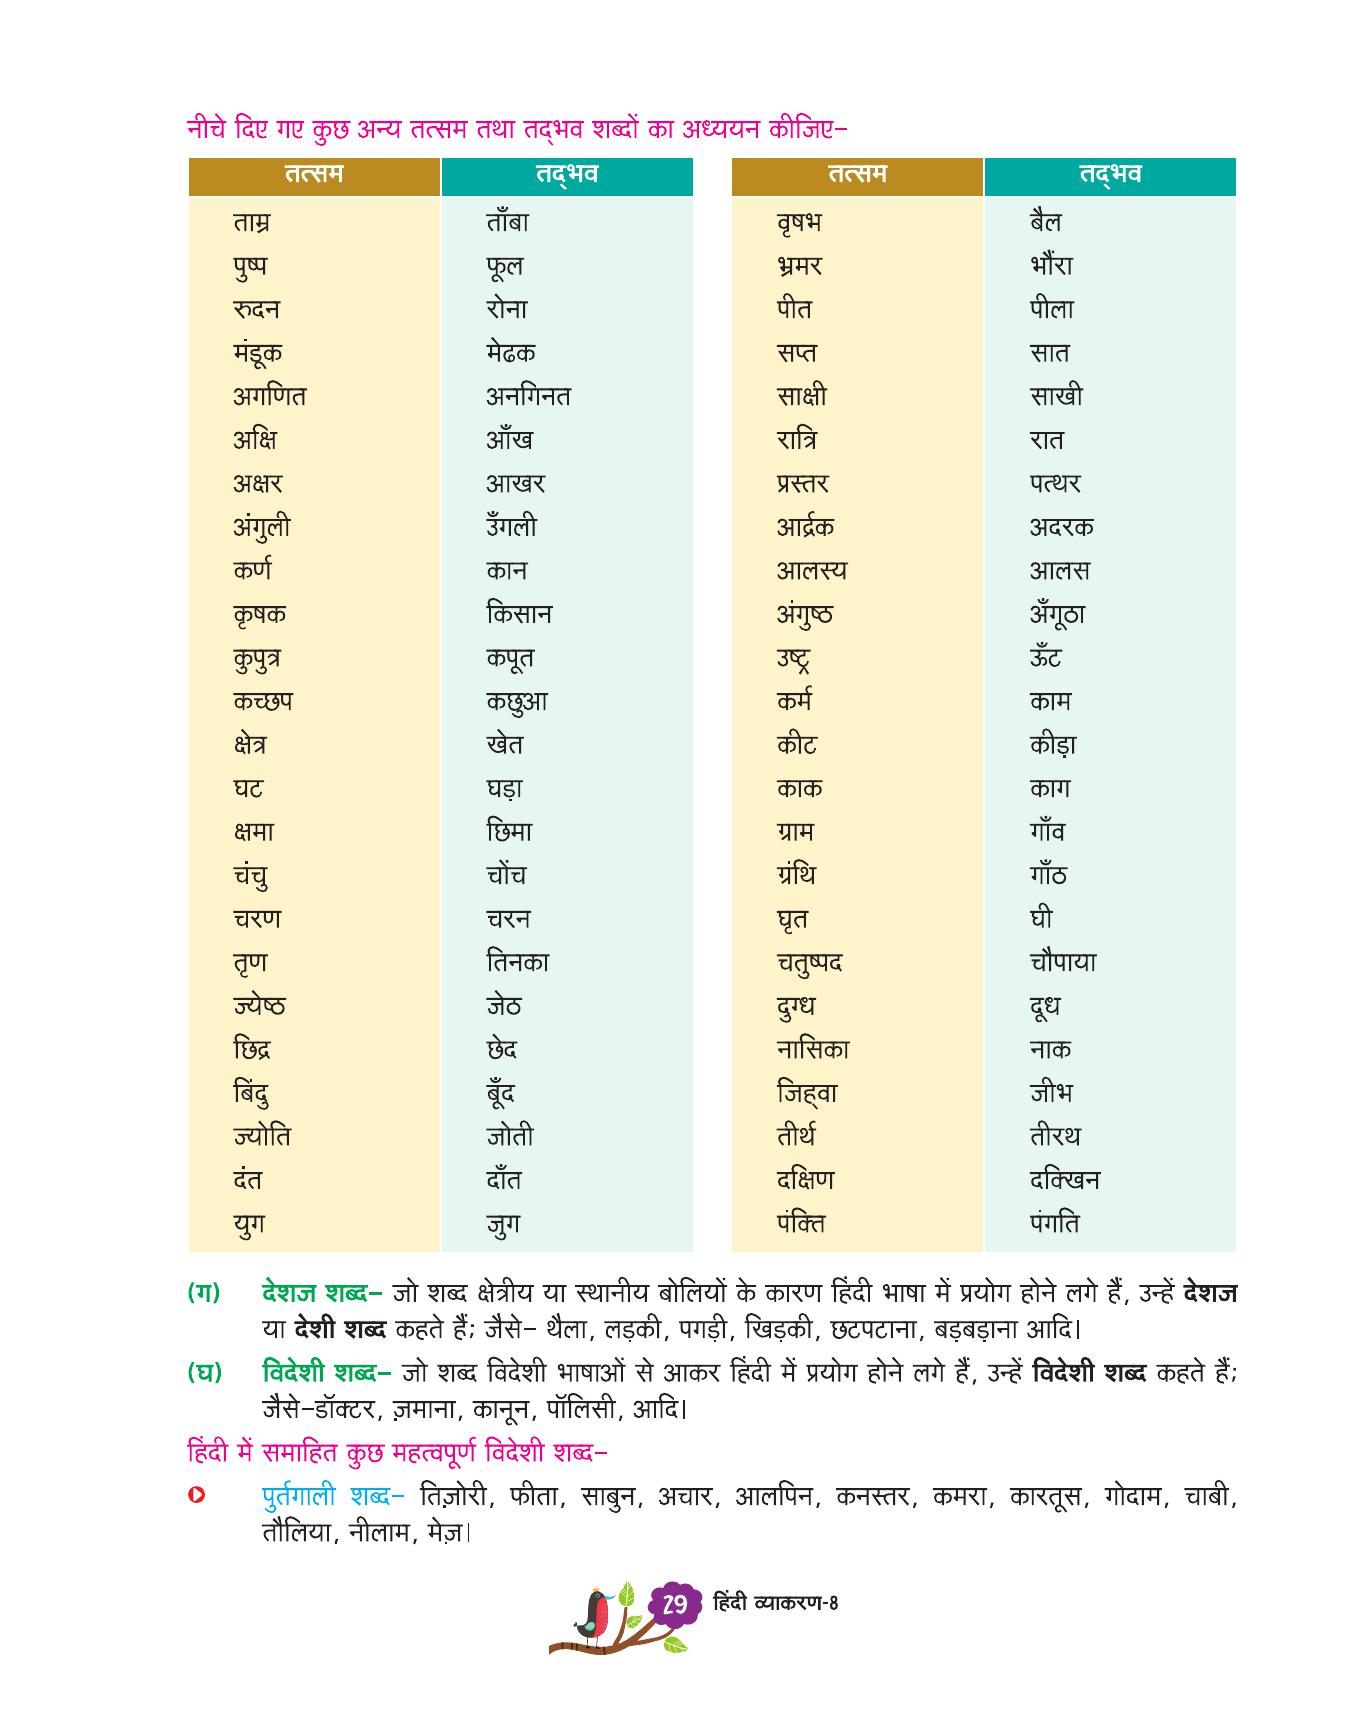 नीचे दिए गए कुछ अन्य तत्सम तथा तद्‌भव शब्दों का अध्ययन कीजिए–
तत्सम तद्‌भव तत्सम तद्‌भव
ताम्र ताँबा वृषभ बैल
पुष्प फूल भ्रमर भौंरा
रुदन रोना पीत पीला
मंडूक मेढक सप्त सात
अगणित अनगिनत साक्षी साखी
अक्षि आँख रात्रि रात
अक्षर आखर प्रस्तर पत्थर
अंगुली उँगली आर्द्रक अदरक
कर्ण कान आलस्य आलस
कृषक किसान अंगुष्ठ अँगूठा
कुपुत्र कपूत उष्ट्र ऊँट
कच्छप कछुआ कर्म काम
क्षेत्र खेत कीट कीड़ा
घट घड़ा काक काग
क्षमा छिमा ग्राम गाँव
चंचु चोंच ग्रंथि गाँठ
चरण चरन घृत घी
तृण तिनका चतुष्पद चौपाया
ज्येष्ठ जेठ दुग्ध दूध
छिद्र छेद नासिका नाक
बिंदु बूँद जिह्‌वा जीभ
ज्योति जोती तीर्थ तीरथ
दंत दाँत दक्षिण दक्खिन
युग जुग पंक्ति पंगति
(ग) देशज शब्द– जो शब्द क्षेत्रीय या स्थानीय बोलियों के कारण हिंदी भाषा में प्रयोग होने लगे हैं, उन्हें देशज
या देशी शब्द कहते हैं; जैसे– थैला, लड़की, पगड़ी, खिड़की, छटपटाना, बड़बड़ाना आदि।
(घ) विदेशी शब्द– जो शब्द विदेशी भाषाओं से आकर हिंदी में प्रयोग होने लगे हैं, उन्हें विदेशी शब्द कहते हैं;
जैसे–डॉक्टर, ज़माना, कानून, पॉलिसी, आदि।
हिंदी में समाहित कुछ महत्वपूर्ण विदेशी शब्द–
पुर्तगाली शब्द– तिज़ोरी, फीता, साबुन, अचार, आलपिन, कनस्तर, कमरा, कारतूस, गोदाम, चाबी,
तौलिया, नीलाम, मेज़।
29 हिंदी व्याकरण-8